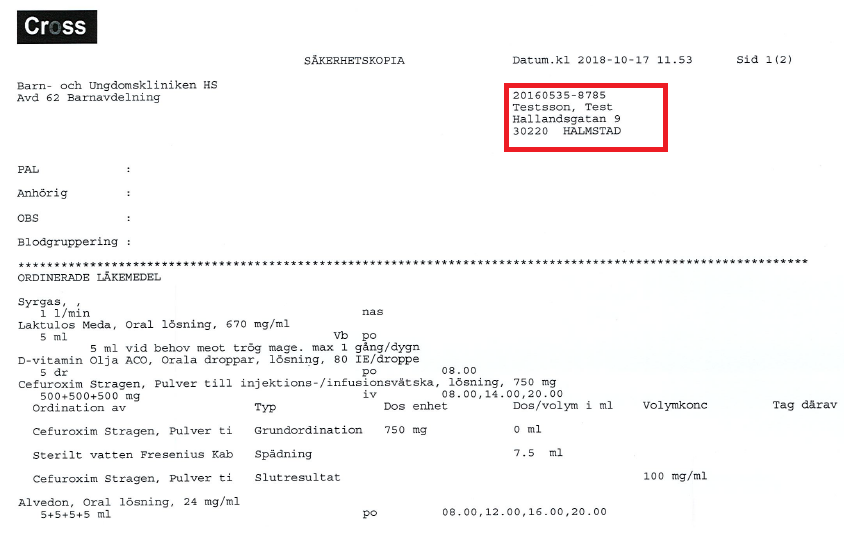 Cross
SÄKERHETSKOPIA Datum.kl 2018-10-17 11.53 Sid 1(2)
Barn- och Ungdomskliniken HS
Avd 62 Barnavdelning
20160535-8785
Testsson, Test
Hallandsgatan 9
30220 HALMSTAD
PAL :
Anhörig :
OBS :
Blodgruppering :
****************************************************************************************************
ORDINERADE LÄKEMEDEL
Syrgas, ,
1 l/min nas
Laktulos Meda, Oral lösning, 670 mg/ml
5 ml Vb po
5 ml vid behov meot trög mage. max 1 gång/dygn
D-vitamin Olja ACO, Orala droppar, lösning, 80 IE/droppe
5 dr po 08.00
Cefuroxim Stragen, Pulver till injektions-/infusionsvätska, lösning, 750 mg
500+500+500 mg iv 08.00,14.00,20.00
Ordination av Typ Dos enhet Dos/volym i ml Volymkonc Tag därav
Cefuroxim Stragen, Pulver ti Grundordination 750 mg 0 ml
Sterilt vatten Fresenius Kab Spädning 7.5 ml
Cefuroxim Stragen, Pulver ti Slutresultat 100 mg/ml
Alvedon, Oral lösning, 24 mg/ml
5+5+5+5 ml po 08.00,12.00,16.00,20.00